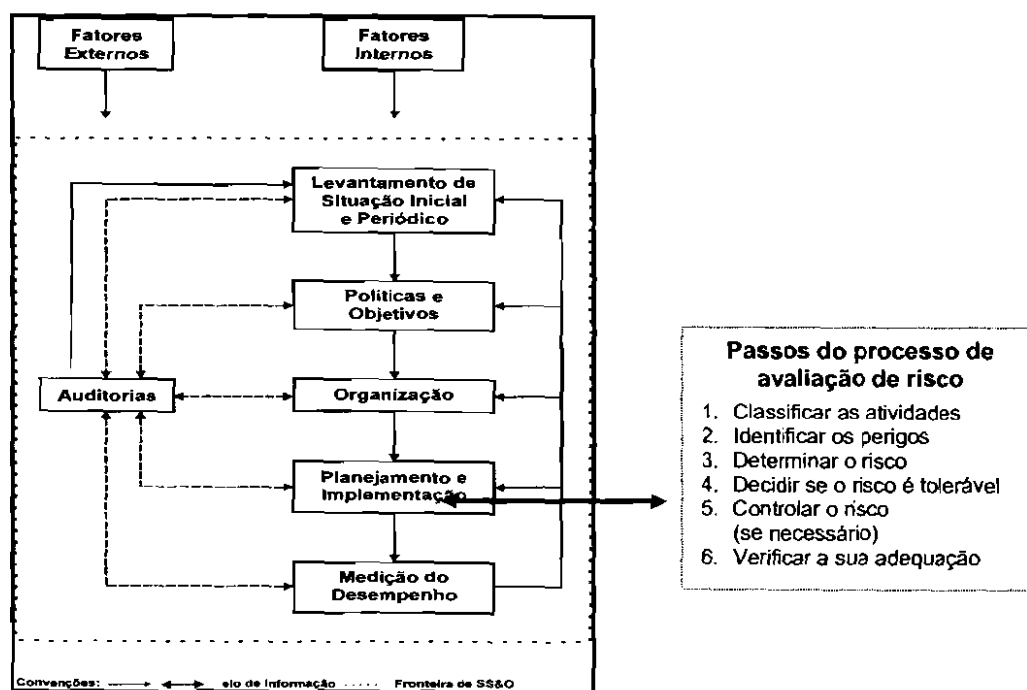 Fatores
Externos
Fatores
Internos
Levantamento de
Situação Inicial
e Periódico
Políticas e
Objetivos
Auditorias
Organização
Planejamento e
Implementação
Medição do
Desempenho
Convenções: elo de Informação Fronteira de SS&O
Passos do processo de
avaliação de risco
1. Classificar as atividades
2. Identificar os perigos
3. Determinar o risco
4. Decidir se o risco é tolerável
5. Controlar o risco
(se necessário)
6. Verificar a sua adequação